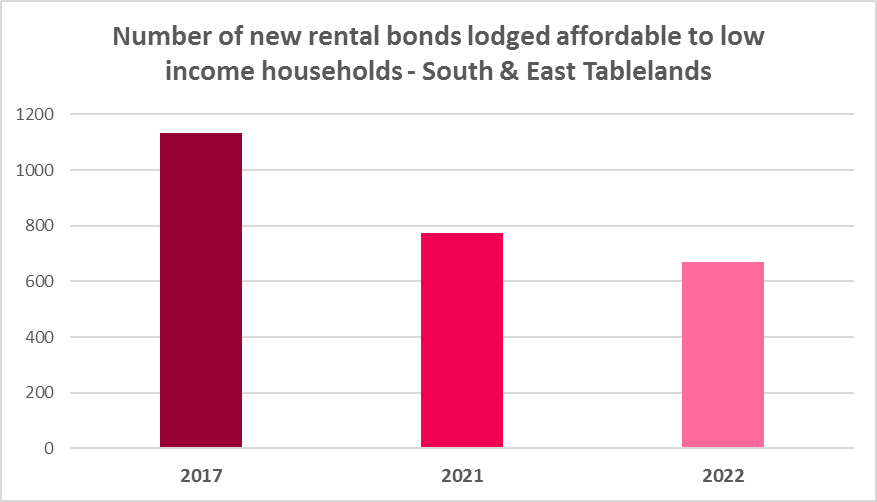 Number of new rental bonds lodged affordable to low
income households - South & East Tablelands
1200
1000
800
600
400
200
0
2017 2021 2022